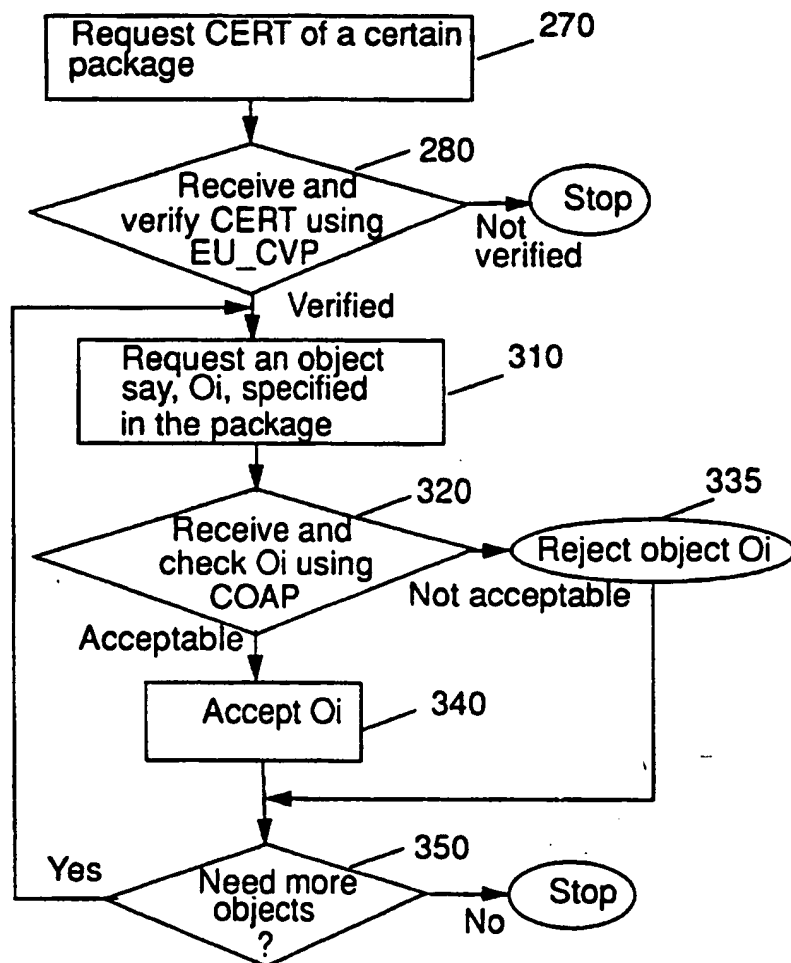 Request CERT of a certain
package
270
280
Receive and
verify CERT using
EU_CVP
Stop
Not
verified
Verified
Request an object
say, Oi, specified
in the package
310
320
335
Receive and
check Oi using
COAP
Reject object Oi
Not acceptable
Acceptable
Accept Oi
340
350
Yes
Need more
objects
?
Stop
No